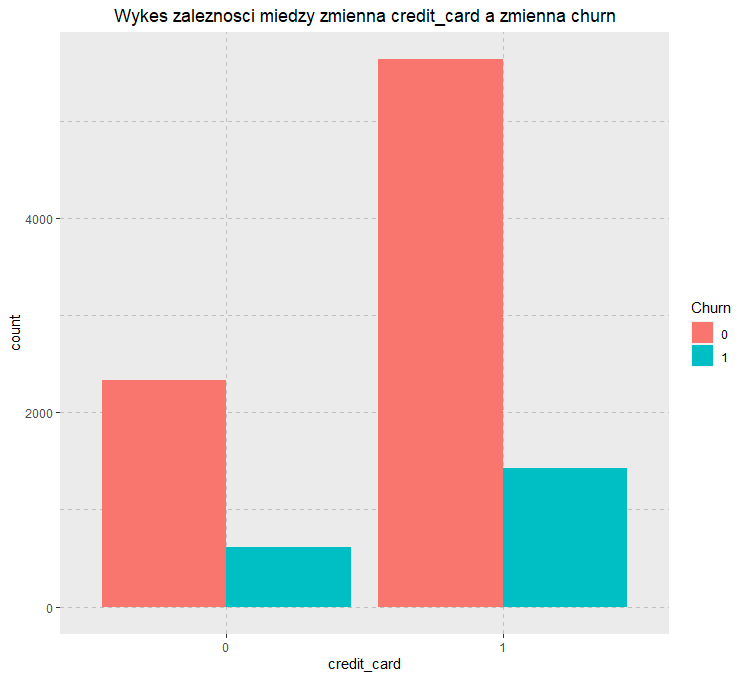 Wykes zaleznosci miedzy zmienna credit_card a zmienna churn
count
4000
2000
0
0
1
credit_card
Churn
0
1